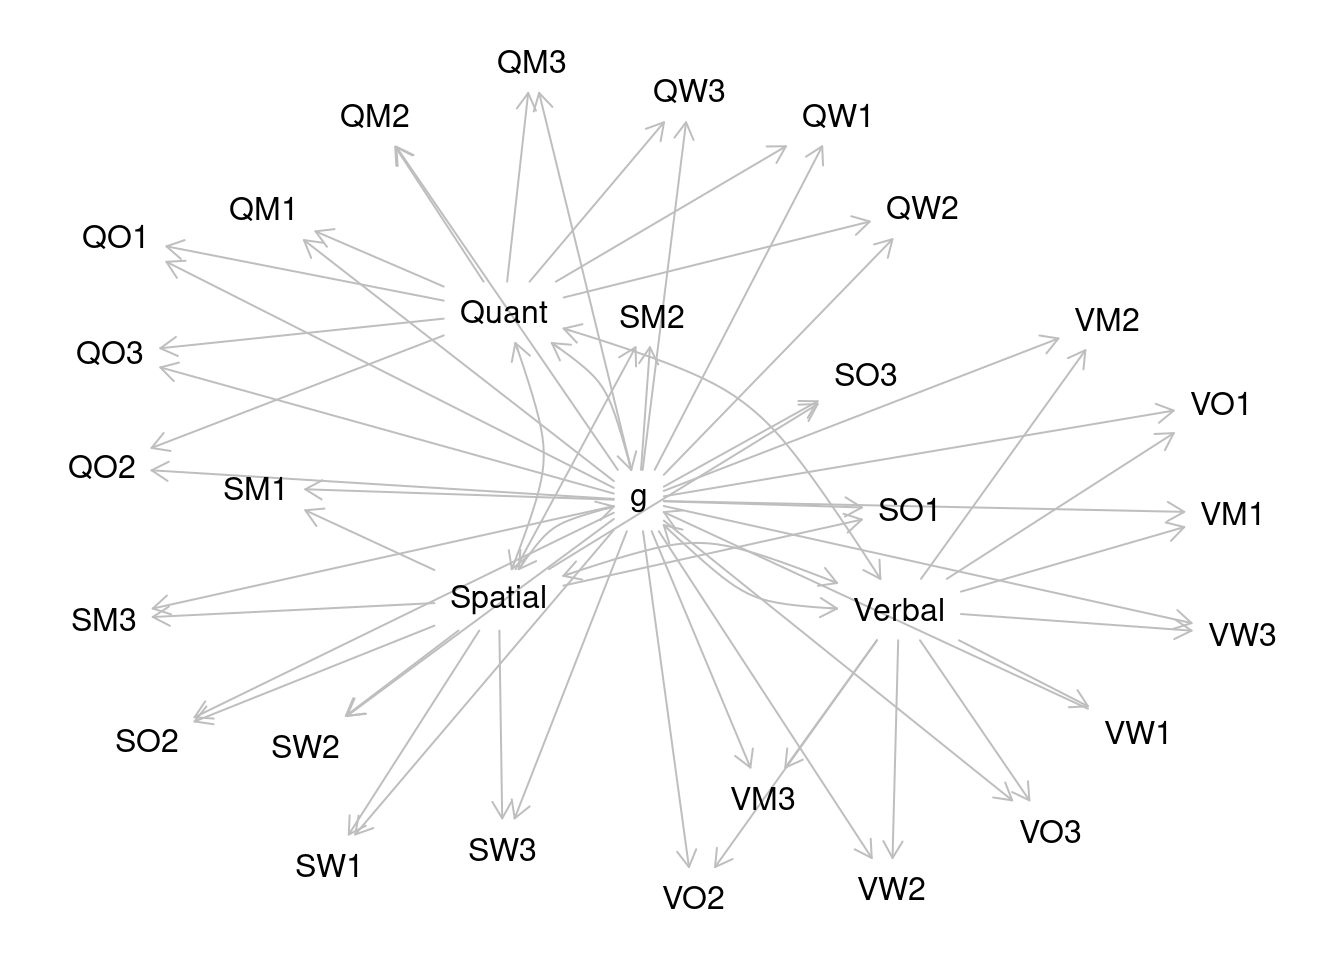 QM3
QW3
QM2
QW1
QM1
QW2
QO1
Quant
SM2
VM2
QO3
SO3
VO1
QO2
SM1
g
SO1
VM1
Spatial
Verbal
SM3
VW3
SO2
SW2
VW1
VM3
VO3
SW1
SW3
VO2
VW2